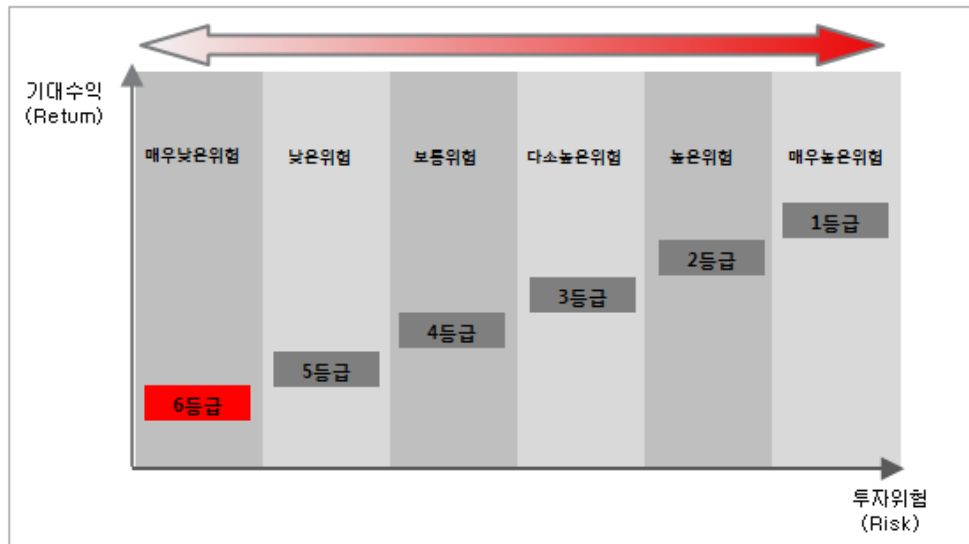 기대수익
(Return)
매우낮은위험
낮은위험
보통위험
다소높은위험
높은위험
매우높은위험
1등급
2등급
3등급
4등급
5등급
6등급
투자위험
(Risk)